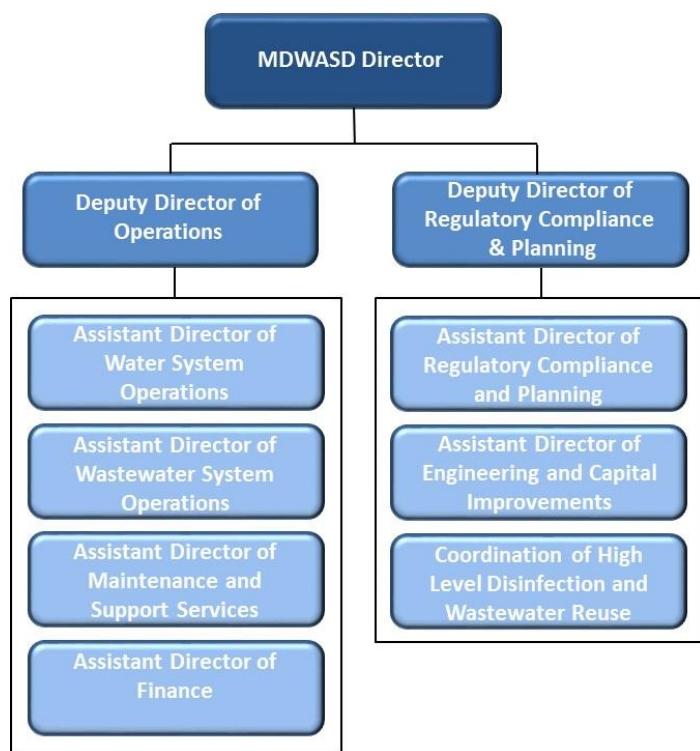 MDWASD Director
Deputy Director of
Operations
Deputy Director of
Regulatory Compliance
& Planning
Assistant Director of
Water System
Operations
Assistant Director of
Wastewater System
Operations
Assistant Director of
Maintenance and
Support Services
Assistant Director of
Finance
Assistant Director of
Regulatory Compliance
and Planning
Assistant Director of
Engineering and Capital
Improvements
Coordination of High
Level Disinfection and
Wastewater Reuse